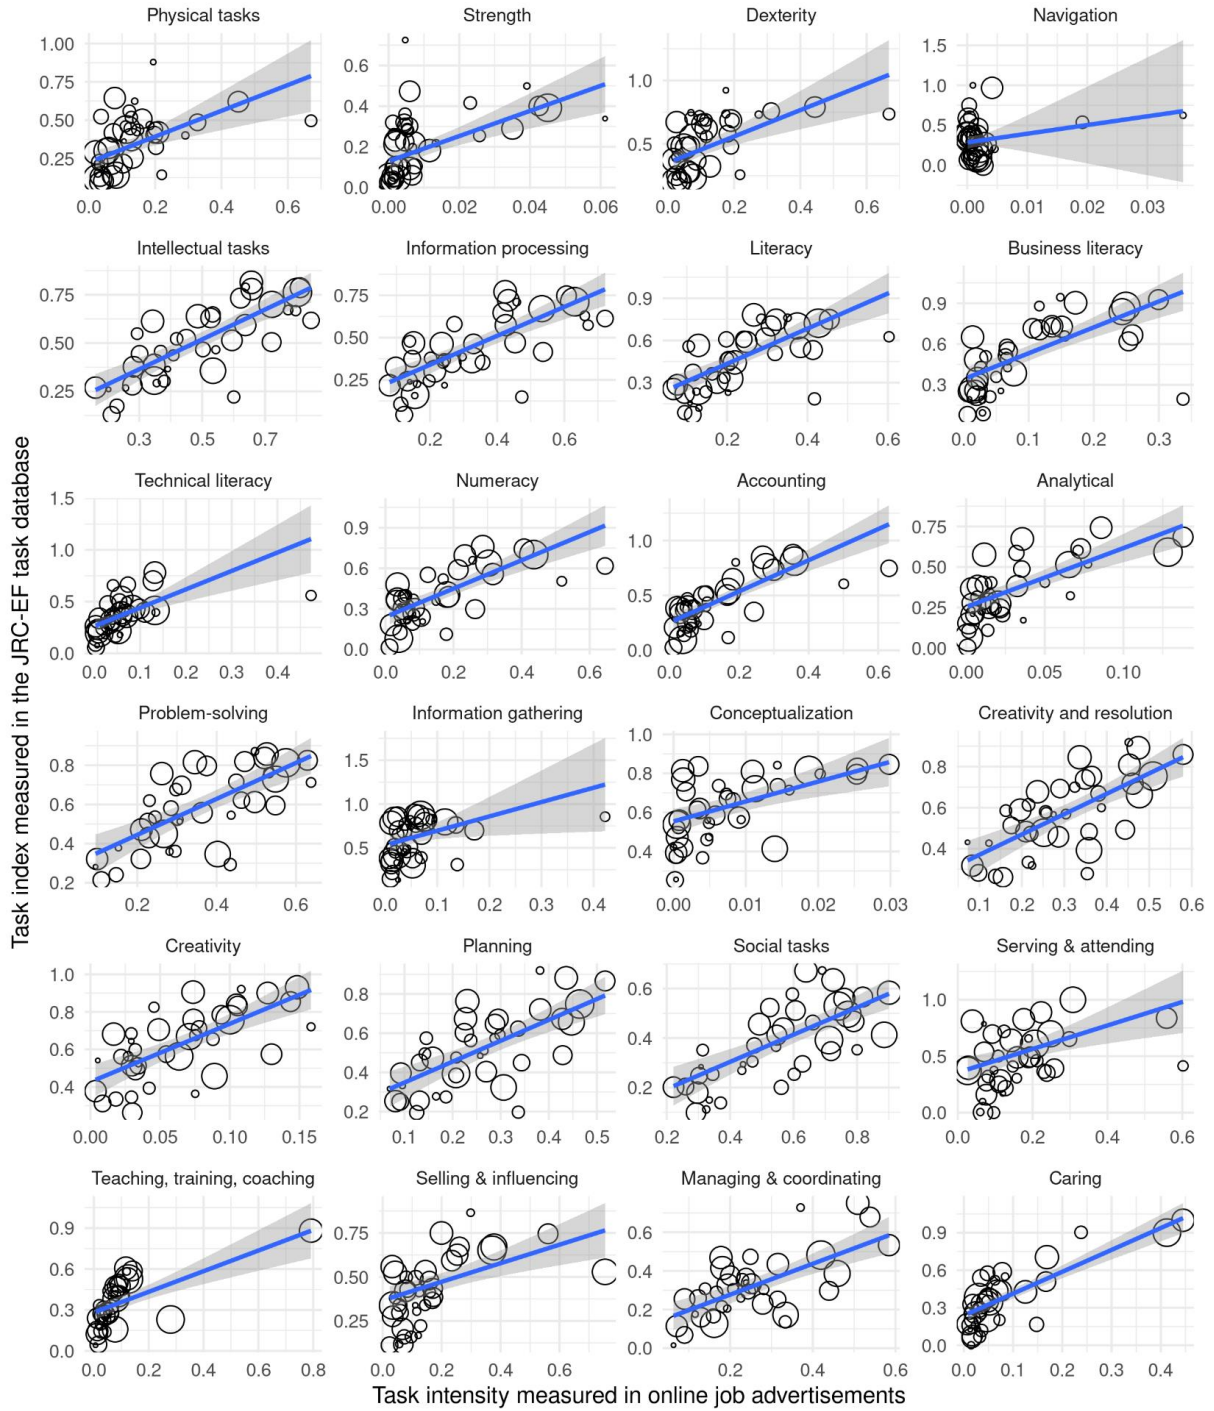 Physical tasks Strength Dexterity Navigation
1.00 0.75 0.50 0.25
0.6 0.4 0.2 0.0
1.0 0.5
1.5 1.0 0.5 0.0
0.0 0.2 0.4 0.6
0.00 0.02 0.04 0.06
0.0 0.2 0.4 0.6
0.00 0.01 0.02 0.03
Intellectual tasks Information processing Literacy Business literacy
0.75 0.50 0.25
0.75 0.50 0.25
0.9 0.6 0.3
0.9 0.6 0.3
0.3 0.5 0.7
0.2 0.4 0.6
0.2 0.4 0.6
0.0 0.1 0.2 0.3
Technical literacy Numeracy Accounting Analytical
1.5 1.0 0.5 0.0
0.9 0.6 0.3 0.0
1.0 0.5 0.0
0.75 0.50 0.25 0.00
0.0 0.1 0.2 0.3 0.4
0.0 0.2 0.4 0.6
0.0 0.2 0.4 0.6
0.00 0.05 0.10
Problem-solving Information gathering Conceptualization Creativity and resolution
0.8 0.6 0.4 0.2
1.5 1.0 0.5
1.0 0.8 0.6 0.4
0.8 0.6 0.4
0.2 0.4 0.6
0.0 0.1 0.2 0.3 0.4
0.00 0.01 0.02 0.03
0.1 0.2 0.3 0.4 0.5 0.6
Creativity Planning Social tasks Serving & attending
1.0 0.8 0.6 0.4
0.8 0.6 0.4 0.2
0.6 0.4 0.2
1.0 0.5 0.0
0.00 0.05 0.10 0.15
0.1 0.2 0.3 0.4 0.5
0.2 0.4 0.6 0.8
0.0 0.2 0.4 0.6
Teaching, training, coaching Selling & influencing Managing & coordinating Caring
0.9 0.6 0.3 0.0
0.75 0.50 0.25
0.6 0.4 0.2 0.0
0.9 0.6 0.3 0.0
0.0 0.2 0.4 0.6 0.8
0.0 0.2 0.4 0.6
0.2 0.4 0.6
0.0 0.1 0.2 0.3 0.4
Task index measured in the JRC-EF task database
Task intensity measured in online job advertisements